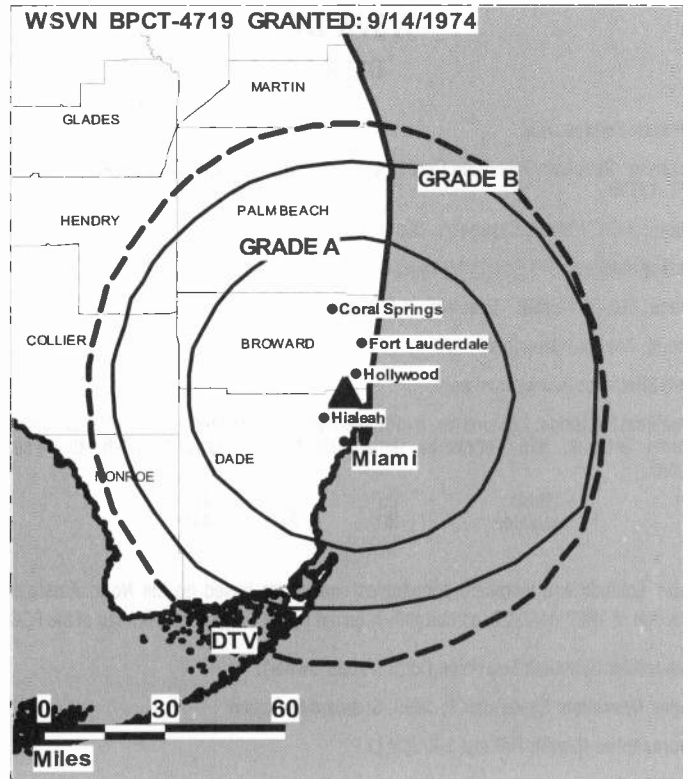 WSVN BPCT-4719 GRANTED: 9/14/1974
MARTIN
GLADES
GRADE B
HENDRY
PALM BEACH
GRADE A
Coral Springs
COLLIER
BROWARD
Fort Lauderdale
Hollywood
Hialeah
DADE
Miami
MONROE
DTV
0 30 60
Miles